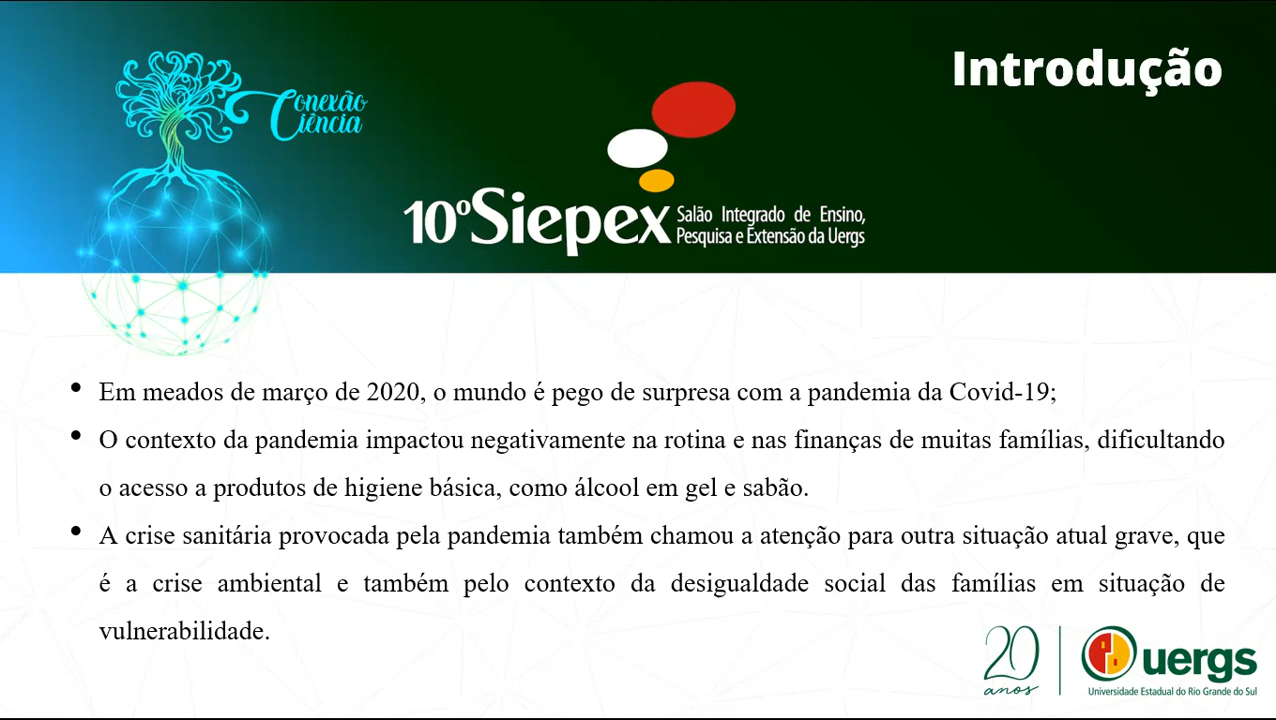 Introdução
Conexão
Ciência
10º Siepex
Salão Integrado de Ensino,
Pesquisa e Extensão da Uergs
• Em meados de março de 2020, o mundo é pego de surpresa com a pandemia da Covid-19;
• O contexto da pandemia impactou negativamente na rotina e nas finanças de muitas famílias, dificultando
o acesso a produtos de higiene básica, como álcool em gel e sabão.
• A crise sanitária provocada pela pandemia também chamou a atenção para outra situação atual grave, que
é a crise ambiental e também pelo contexto da desigualdade social das famílias em situação de
vulnerabilidade.
20
anos
uergs
Universidade Estadual do Rio Grande do Sul